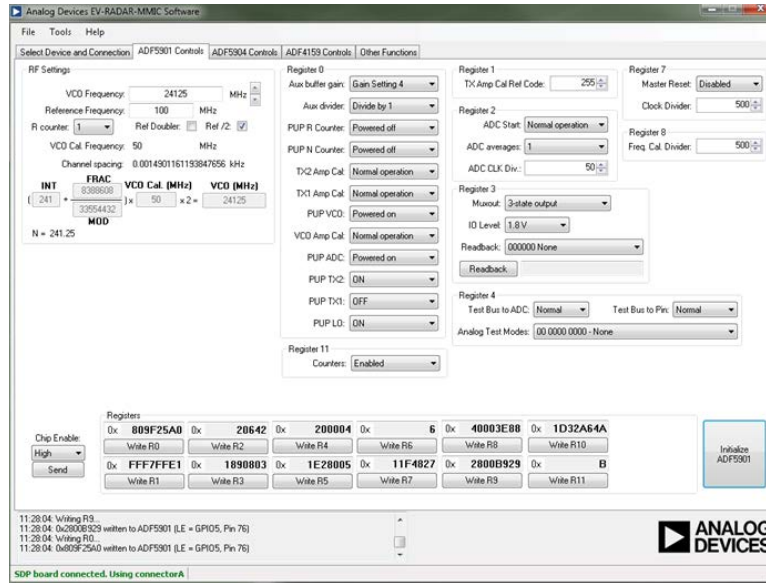 Analog Devices EV-RADAR-MMIC Software
File Tools Help
Select Device and Connection ADF5901 Controls ADF5904 Controls ADF4159 Controls Other Functions
RF Settings
VCO Frequency: 24125 MHz
Reference Frequency: 100 MHz
R counter: 1 Ref Doubler: Ref /2:
VCO Cal. Frequency: 50 MHz
Channel spacing: 0.0014901161193847656 kHz
INT FRAC VCO Cal. (MHz) VCO (MHz)
( 241 + 8388608 / 33554432 ) x 50 x 2 = 24125
MOD
N = 241.25
Register 0
Aux buffer gain: Gain Setting 4
Aux divider: Divide by 1
PUP R Counter: Powered off
PUP N Counter: Powered off
TX2 Amp Cal: Normal operation
TX1 Amp Cal: Normal operation
PUP VCO: Powered on
VCO Amp Cal: Normal operation
PUP ADC: Powered on
PUP TX2: ON
PUP TX1: OFF
PUP LO: ON
Register 11
Counters: Enabled
Register 1
TX Amp Cal Ref Code: 255
Register 2
ADC Start: Normal operation
ADC averages: 1
ADC CLK Div.: 50
Register 3
Muxout: 3-state output
IO Level: 1.8 V
Readback: 000000 None
Readback
Register 4
Test Bus to ADC: Normal Test Bus to Pin: Normal
Analog Test Modes: 00 0000 0000 - None
Register 7
Master Reset: Disabled
Clock Divider: 500
Register 8
Freq. Cal. Divider: 500
Chip Enable:
High
Send
Registers
0x 809F25A0 0x 20642 0x 200004 0x 6 0x 40003E88 0x 1D32A64A
Write R0 Write R2 Write R4 Write R6 Write R8 Write R10
0x FFF7FFE1 0x 1890803 0x 1E28005 0x 11F4827 0x 2800B929 0x B
Write R1 Write R3 Write R5 Write R7 Write R9 Write R11
Initialize
ADF5901
11:28:04: Writing R9...
11:28:04: 0x2800B929 written to ADF5901 (LE = GPIO5, Pin 76)
11:28:04: Writing R0...
11:28:04: 0x809F25A0 written to ADF5901 (LE = GPIO5, Pin 76)
ANALOG
DEVICES
SDP board connected. Using connectorA